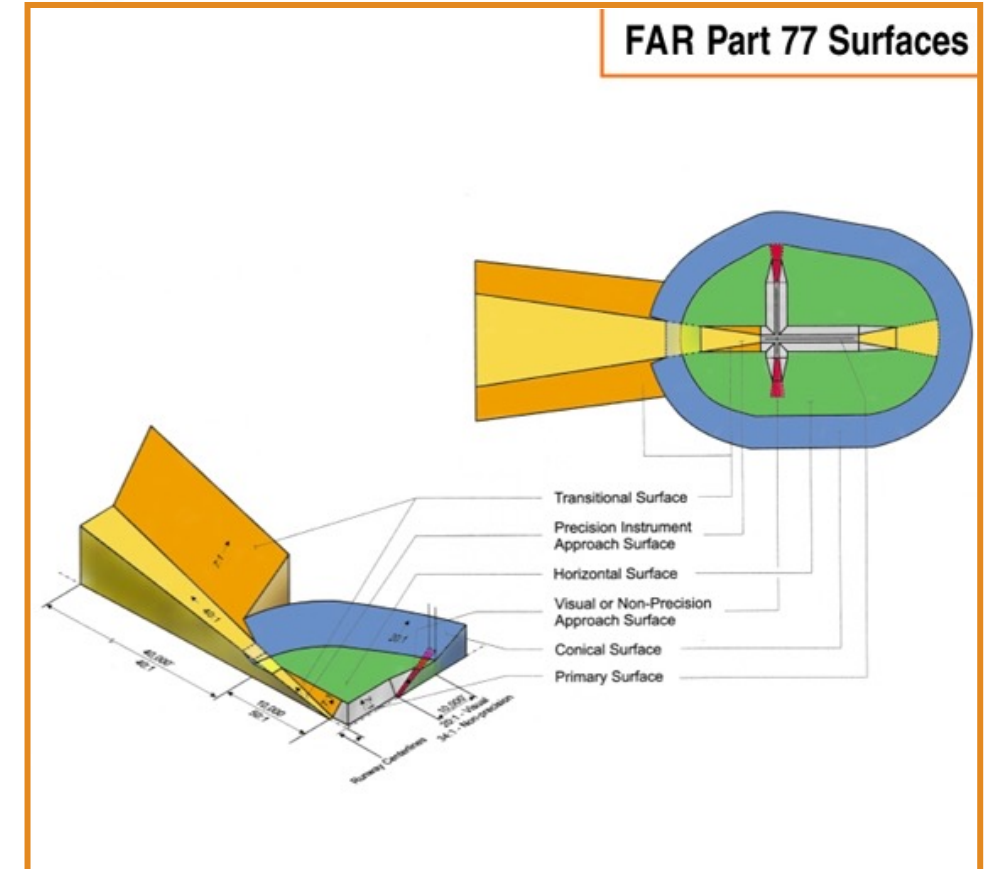 FAR Part 77 Surfaces
Transitional Surface
Precision Instrument
Approach Surface
Horizontal Surface
Visual or Non-Precision
Approach Surface
Conical Surface
Primary Surface
7:1
40:1
20:1
40,000'
40:1
10,000
50:1
10,000'
20:1 - Visual
34:1 - Non-precision
Runway Centerlines